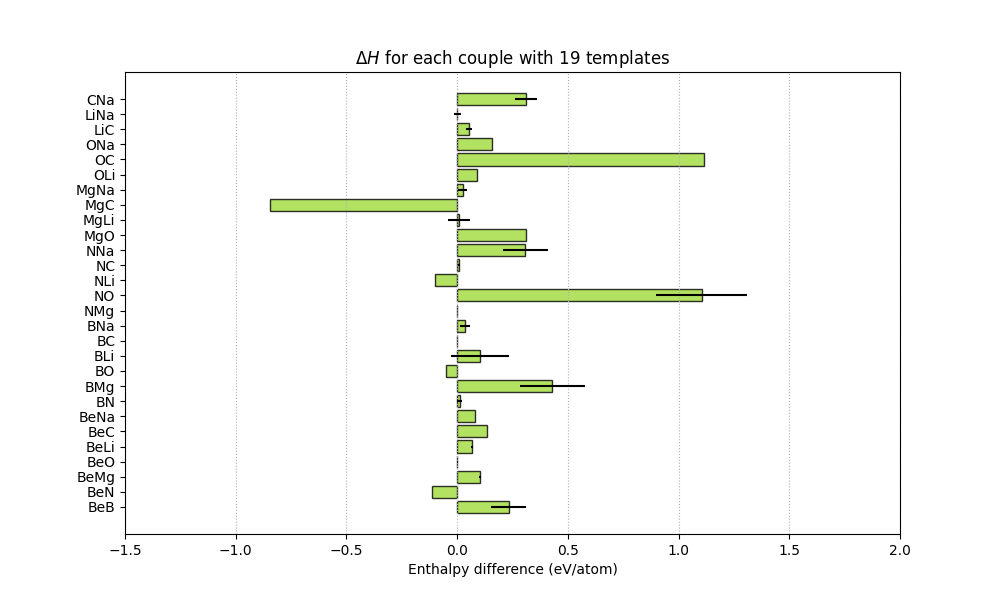 ΔH for each couple with 19 templates
CNa
LiNa
LiC
ONa
OC
OLi
MgNa
MgC
MgLi
MgO
NNa
NC
NLi
NO
NMg
BNa
BC
BLi
BO
BMg
BN
BeNa
BeC
BeLi
BeO
BeMg
BeN
BeB
−1.5 −1.0 −0.5 0.0 0.5 1.0 1.5 2.0
Enthalpy difference (eV/atom)